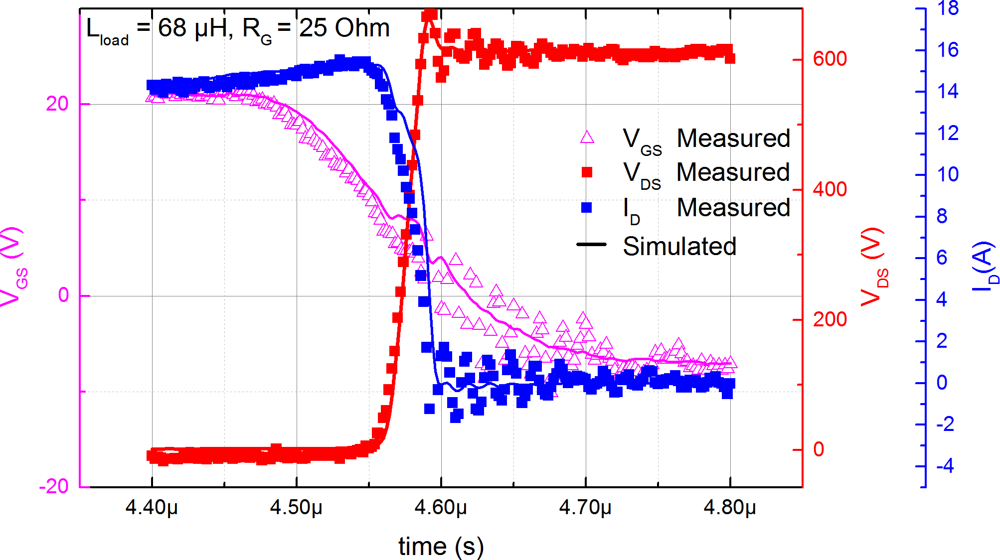 L_load = 68 µH, R_G = 25 Ohm
18
16
14
12
10
8
6
4
2
0
-2
-4
I_D(A)
600
400
200
0
V_DS (V)
20
0
-20
V_GS (V)
V_GS Measured
V_DS Measured
I_D Measured
Simulated
4.40µ 4.50µ 4.60µ 4.70µ 4.80µ
time (s)